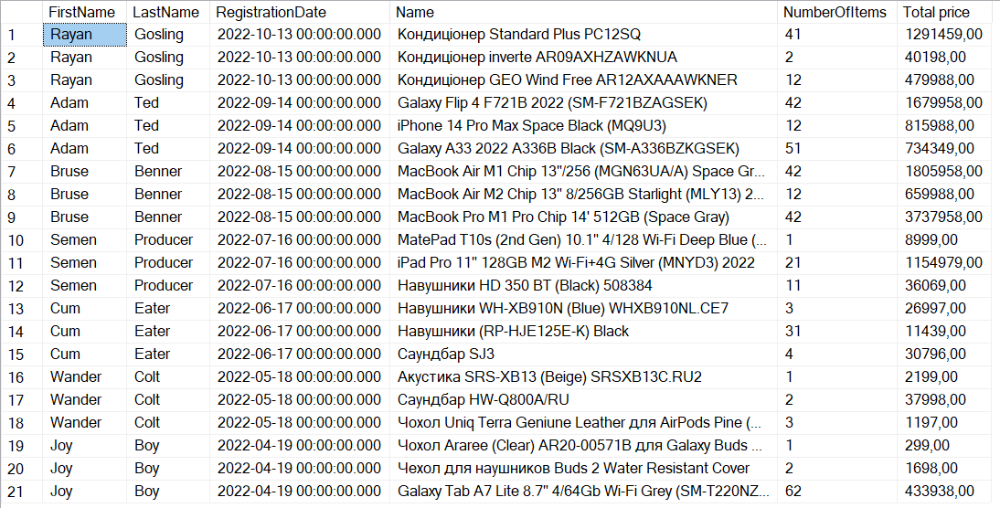 FirstName LastName RegistrationDate Name NumberOfItems Total price
1 Rayan Gosling 2022-10-13 00:00:00.000 Кондиціонер Standard Plus PC12SQ 41 1291459,00
2 Rayan Gosling 2022-10-13 00:00:00.000 Кондиціонер inverte AR09AXHZAWKNUA 2 40198,00
3 Rayan Gosling 2022-10-13 00:00:00.000 Кондиціонер GEO Wind Free AR12AXAAAWKNER 12 479988,00
4 Adam Ted 2022-09-14 00:00:00.000 Galaxy Flip 4 F721B 2022 (SM-F721BZAGSEK) 42 1679958,00
5 Adam Ted 2022-09-14 00:00:00.000 iPhone 14 Pro Max Space Black (MQ9U3) 12 815988,00
6 Adam Ted 2022-09-14 00:00:00.000 Galaxy A33 2022 A336B Black (SM-A336BZKGSEK) 51 734349,00
7 Bruse Benner 2022-08-15 00:00:00.000 MacBook Air M1 Chip 13"/256 (MGN63UA/A) Space Gr... 42 1805958,00
8 Bruse Benner 2022-08-15 00:00:00.000 MacBook Air M2 Chip 13" 8/256GB Starlight (MLY13) 2... 12 659988,00
9 Bruse Benner 2022-08-15 00:00:00.000 MacBook Pro M1 Pro Chip 14' 512GB (Space Gray) 42 3737958,00
10 Semen Producer 2022-07-16 00:00:00.000 MatePad T10s (2nd Gen) 10.1" 4/128 Wi-Fi Deep Blue (... 1 8999,00
11 Semen Producer 2022-07-16 00:00:00.000 iPad Pro 11" 128GB M2 Wi-Fi+4G Silver (MNYD3) 2022 21 1154979,00
12 Semen Producer 2022-07-16 00:00:00.000 Навушники HD 350 BT (Black) 508384 11 36069,00
13 Cum Eater 2022-06-17 00:00:00.000 Навушники WH-XB910N (Blue) WHXB910NL.CE7 3 26997,00
14 Cum Eater 2022-06-17 00:00:00.000 Навушники (RP-HJE125E-K) Black 31 11439,00
15 Cum Eater 2022-06-17 00:00:00.000 Саундбар SJ3 4 30796,00
16 Wander Colt 2022-05-18 00:00:00.000 Акустика SRS-XB13 (Beige) SRSXB13C.RU2 1 2199,00
17 Wander Colt 2022-05-18 00:00:00.000 Саундбар HW-Q800A/RU 2 37998,00
18 Wander Colt 2022-05-18 00:00:00.000 Чохол Uniq Terra Geniune Leather для AirPods Pine (... 3 1197,00
19 Joy Boy 2022-04-19 00:00:00.000 Чохол Araree (Clear) AR20-00571B для Galaxy Buds ... 1 299,00
20 Joy Boy 2022-04-19 00:00:00.000 Чехол для наушников Buds 2 Water Resistant Cover 2 1698,00
21 Joy Boy 2022-04-19 00:00:00.000 Galaxy Tab A7 Lite 8.7" 4/64Gb Wi-Fi Grey (SM-T220NZ... 62 433938,00